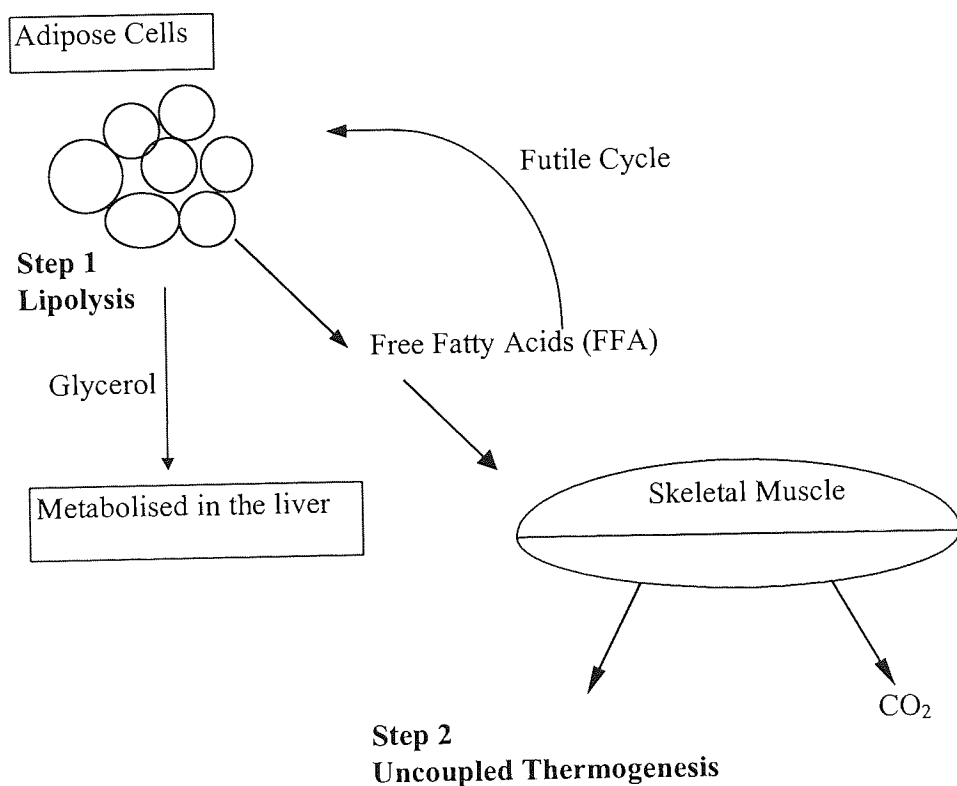 Adipose Cells
Futile Cycle
Step 1
Lipolysis
Free Fatty Acids (FFA)
Glycerol
Metabolised in the liver
Skeletal Muscle
CO₂
Step 2
Uncoupled Thermogenesis